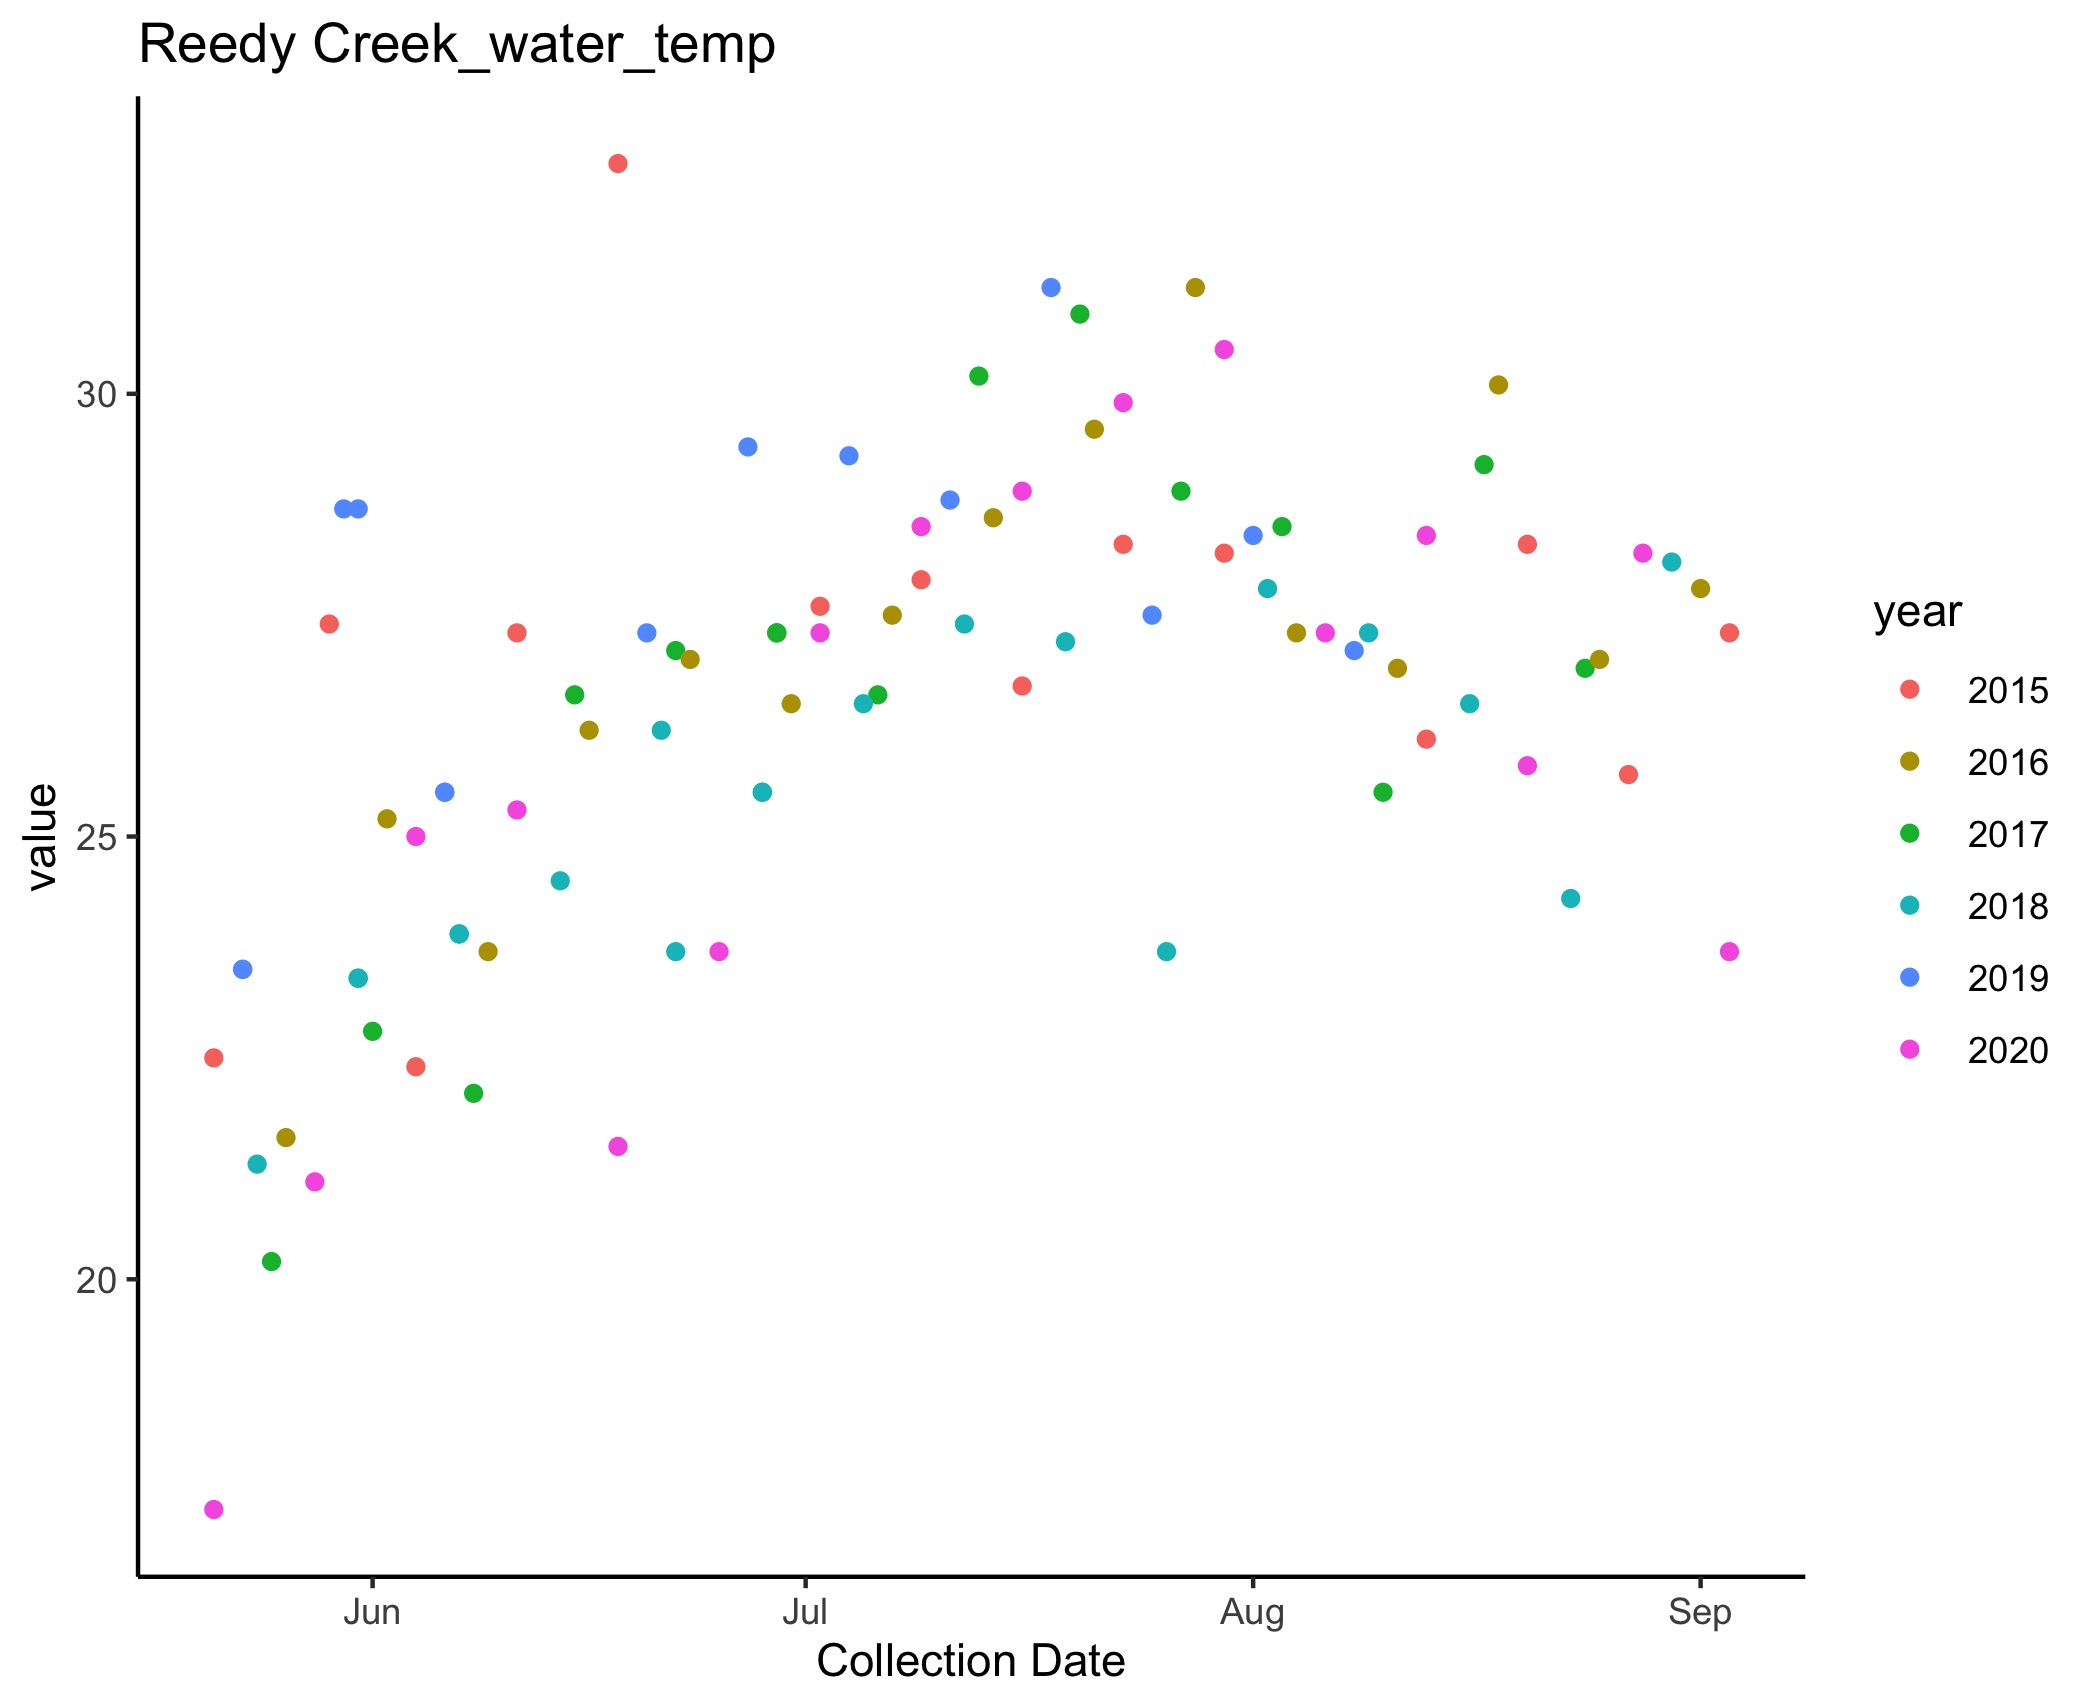 Reedy Creek_water_temp
30
25
20
value
Jun
Jul
Aug
Sep
Collection Date
year
2015
2016
2017
2018
2019
2020